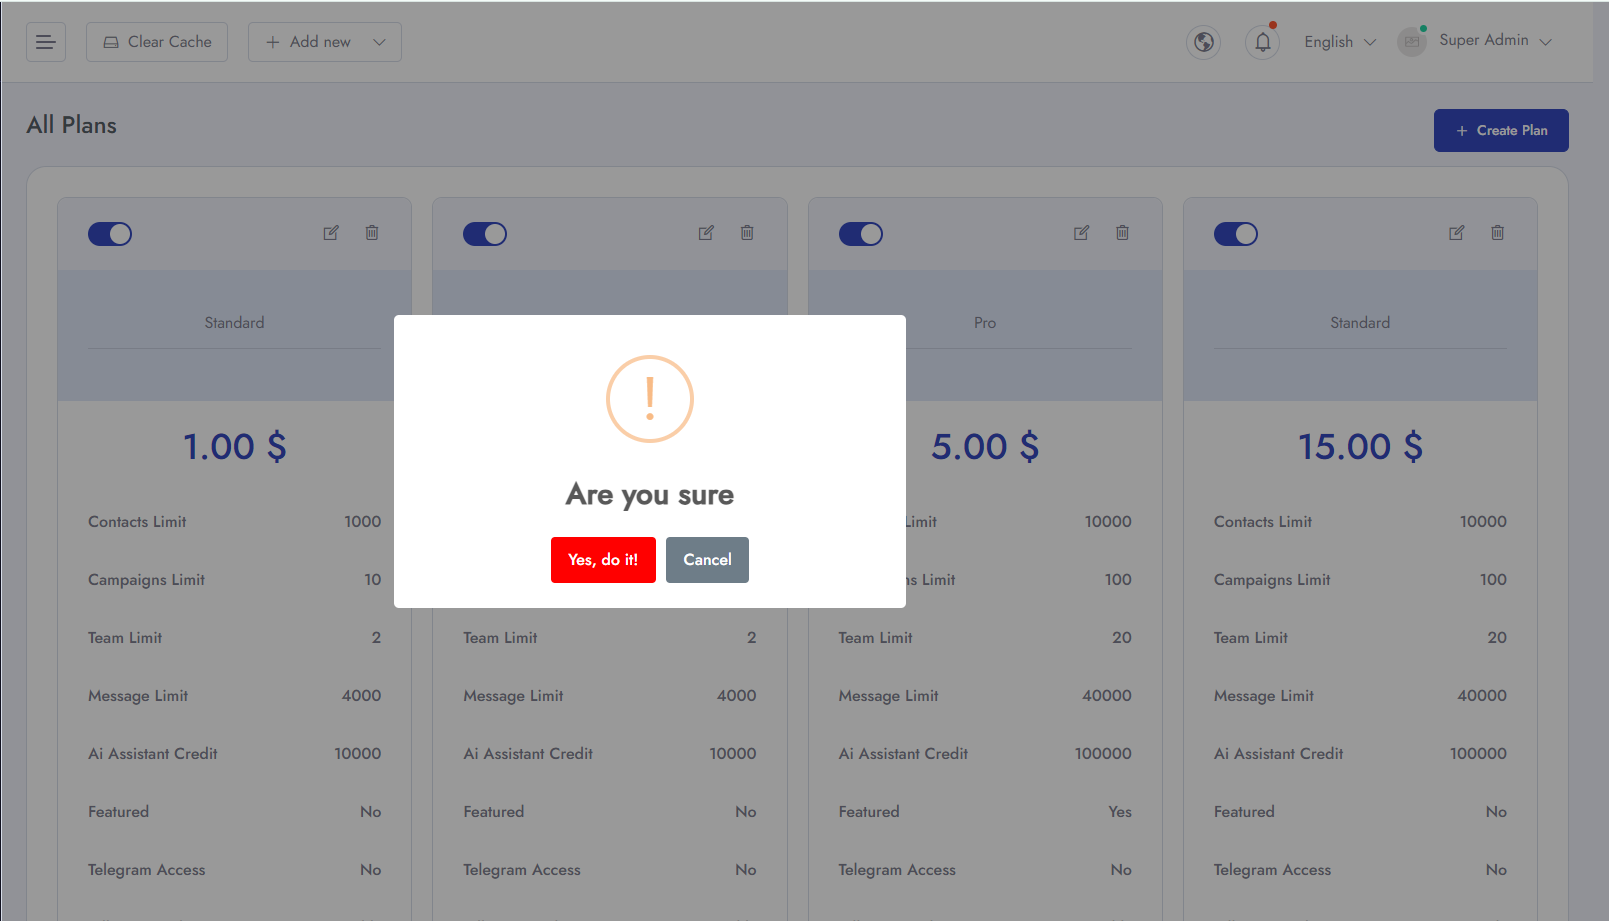 Clear Cache
Add new
English
Super Admin
All Plans
Create Plan
Standard
Pro
Standard
1.00 $
5.00 $
15.00 $
Are you sure
Yes, do it!
Cancel
Contacts Limit 1000
Limit 10000
Contacts Limit 10000
Campaigns Limit 10
Limit 100
Campaigns Limit 100
Team Limit 2
Team Limit 2
Team Limit 20
Team Limit 20
Message Limit 4000
Message Limit 4000
Message Limit 40000
Message Limit 40000
Ai Assistant Credit 10000
Ai Assistant Credit 10000
Ai Assistant Credit 100000
Ai Assistant Credit 100000
Featured No
Featured No
Featured Yes
Featured No
Telegram Access No
Telegram Access No
Telegram Access No
Telegram Access No